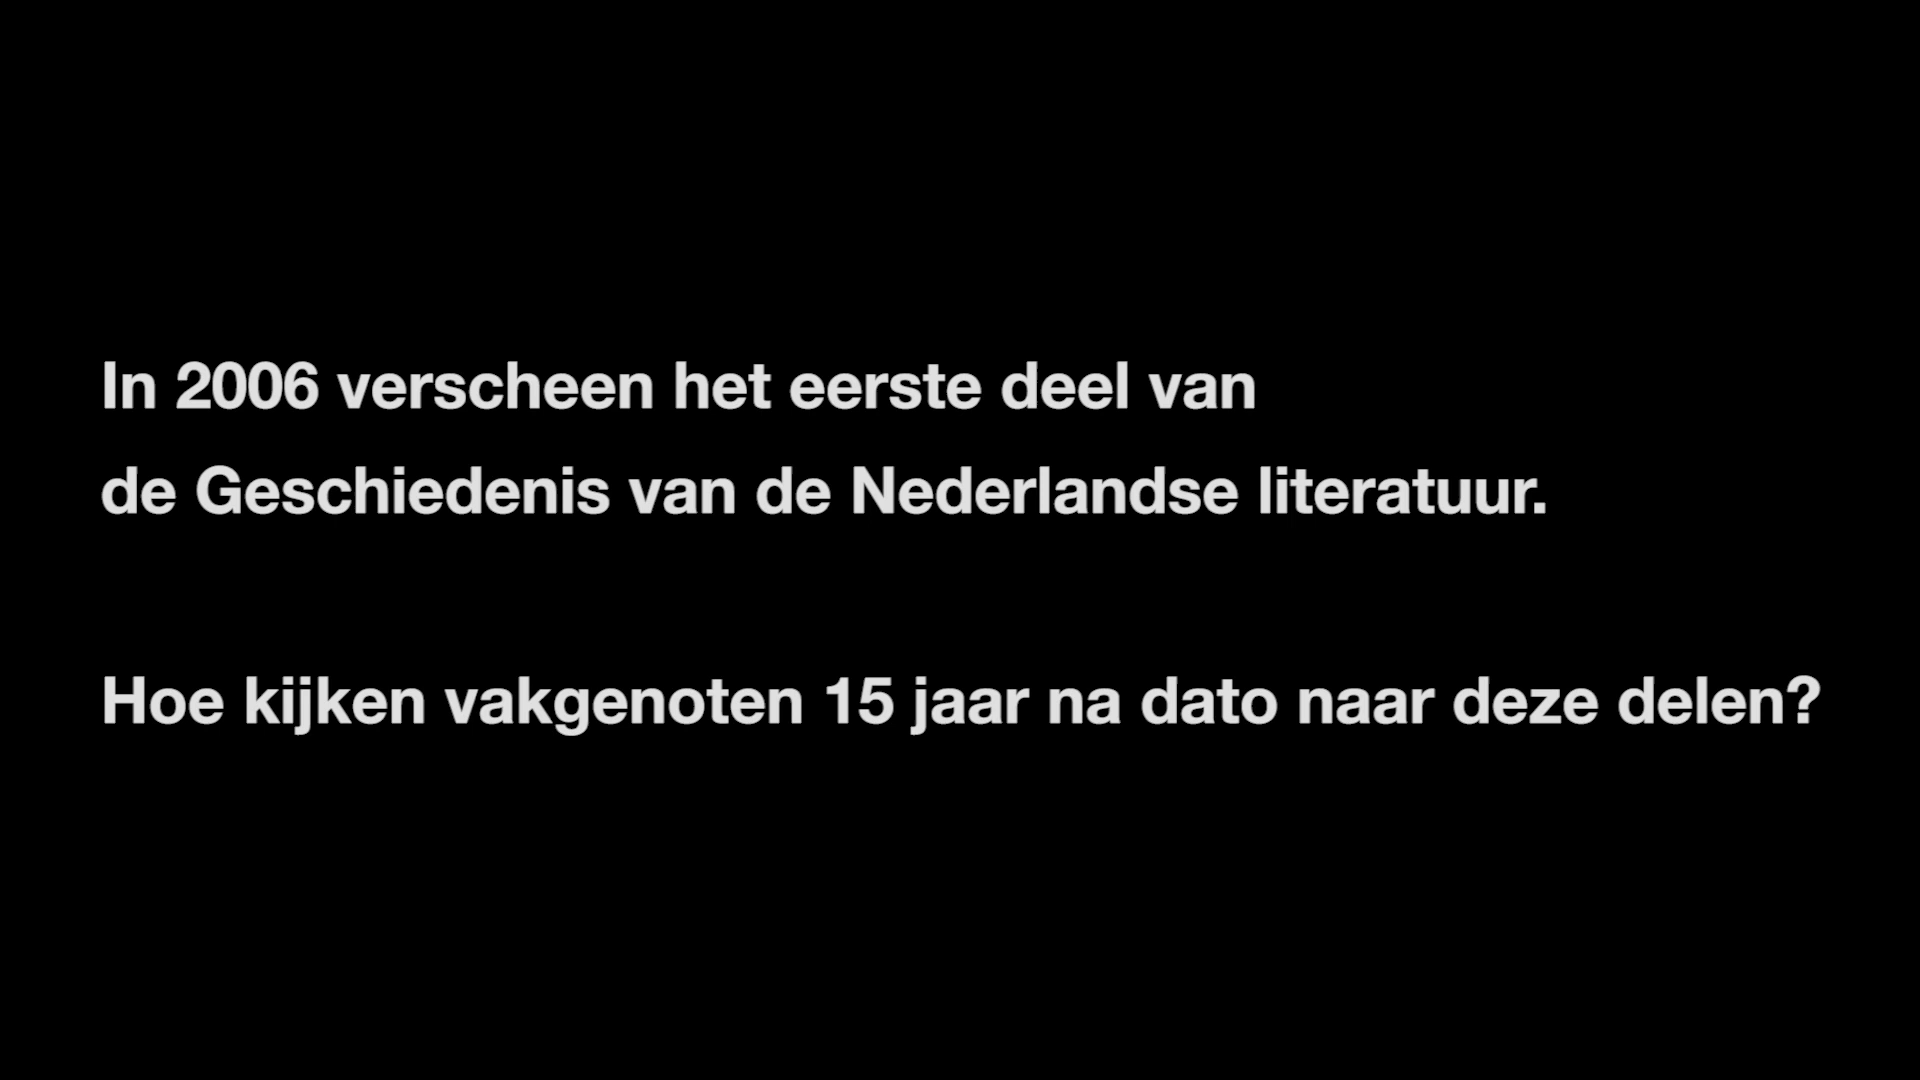 In 2006 verscheen het eerste deel van
de Geschiedenis van de Nederlandse literatuur.
Hoe kijken vakgenoten 15 jaar na dato naar deze delen?